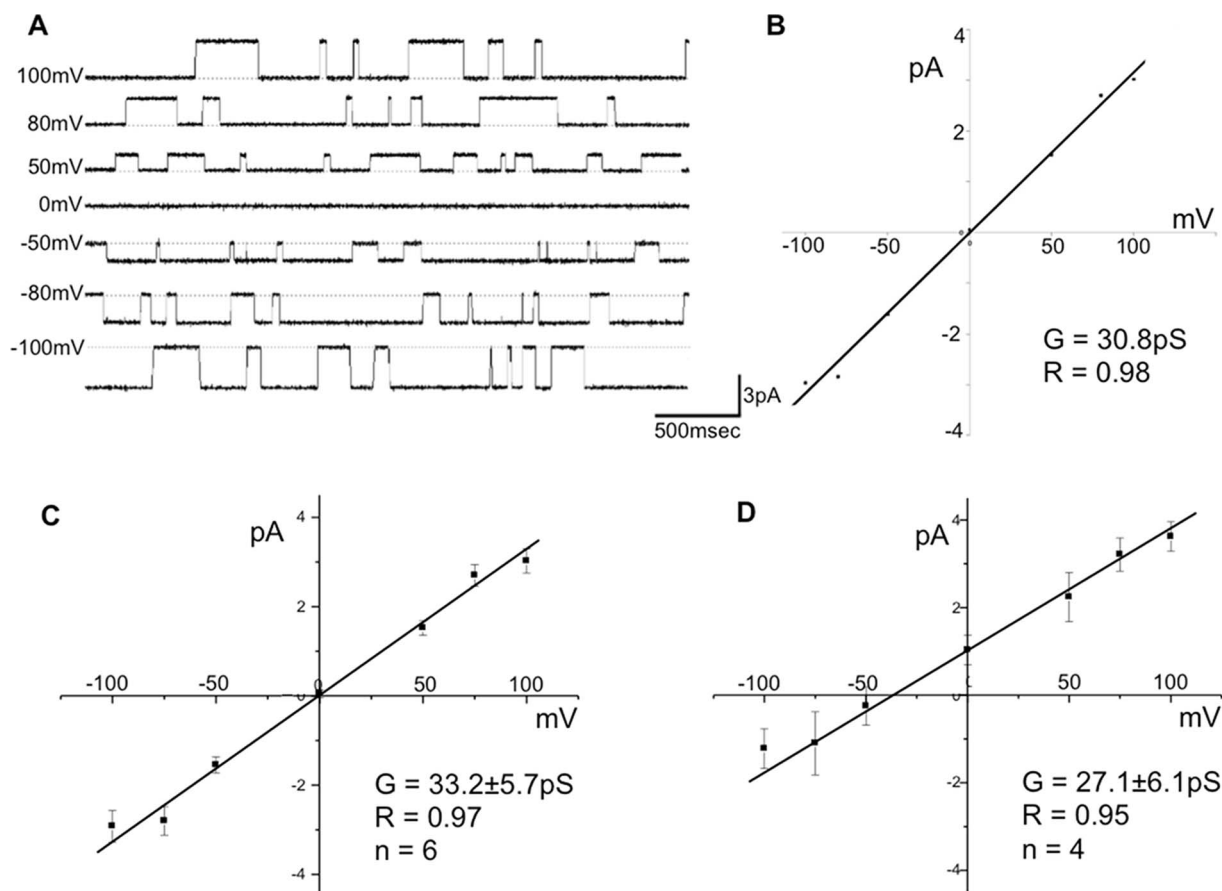 A
100mV
80mV
50mV
0mV
-50mV
-80mV
-100mV
3pA
500msec
B
4
pA
2
mV
-100
-50
0
50
100
-2
G = 30.8pS
R = 0.98
-4
C
4
pA
2
-100
-50
0
50
100
0
mV
-2
G = 33.2±5.7pS
R = 0.97
n = 6
-4
D
4
pA
2
-100
-50
0
50
100
0
mV
-2
G = 27.1±6.1pS
R = 0.95
n = 4
-4